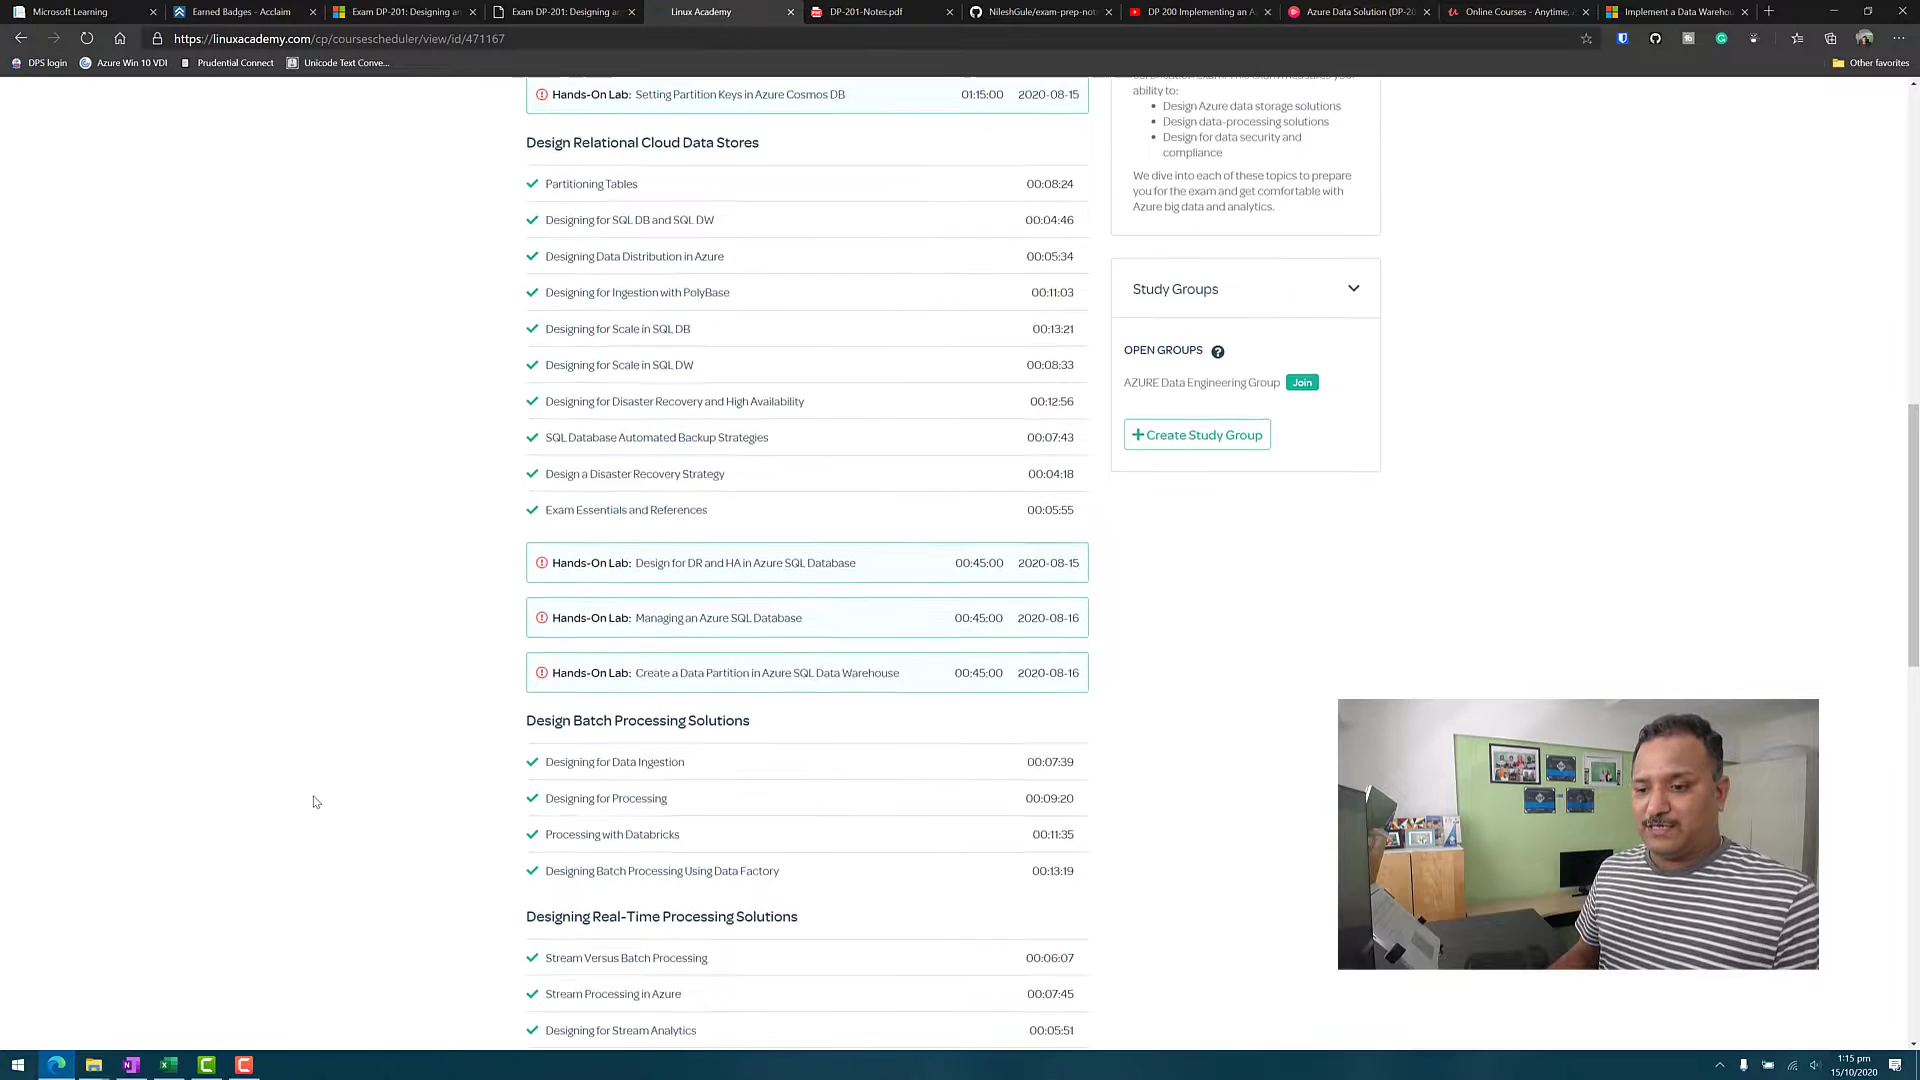 Microsoft Learning
Earned Badges - Acclaim
Exam DP-201: Designing an
Exam DP-201: Designing an
Linux Academy
DP-201-Notes.pdf
NileshGule/exam-prep-not
DP 200 Implementing an A
Azure Data Solution (DP-20
Online Courses - Anytime, A
Implement a Data Warehou
https://linuxacademy.com/cp/coursescheduler/view/id/471167
DPS login
Azure Win 10 VDI
Prudential Connect
Unicode Text Conve...
Other favorites
Hands-On Lab: Setting Partition Keys in Azure Cosmos DB 01:15:00 2020-08-15
Design Relational Cloud Data Stores
Partitioning Tables 00:08:24
Designing for SQL DB and SQL DW 00:04:46
Designing Data Distribution in Azure 00:05:34
Designing for Ingestion with PolyBase 00:11:03
Designing for Scale in SQL DB 00:13:21
Designing for Scale in SQL DW 00:08:33
Designing for Disaster Recovery and High Availability 00:12:56
SQL Database Automated Backup Strategies 00:07:43
Design a Disaster Recovery Strategy 00:04:18
Exam Essentials and References 00:05:55
Hands-On Lab: Design for DR and HA in Azure SQL Database 00:45:00 2020-08-15
Hands-On Lab: Managing an Azure SQL Database 00:45:00 2020-08-16
Hands-On Lab: Create a Data Partition in Azure SQL Data Warehouse 00:45:00 2020-08-16
Design Batch Processing Solutions
Designing for Data Ingestion 00:07:39
Designing for Processing 00:09:20
Processing with Databricks 00:11:35
Designing Batch Processing Using Data Factory 00:13:19
Designing Real-Time Processing Solutions
Stream Versus Batch Processing 00:06:07
Stream Processing in Azure 00:07:45
Designing for Stream Analytics 00:05:51
ability to:
Design Azure data storage solutions
Design data-processing solutions
Design for data security and
compliance
We dive into each of these topics to prepare
you for the exam and get comfortable with
Azure big data and analytics.
Study Groups
OPEN GROUPS
AZURE Data Engineering Group Join
Create Study Group
1:15 pm
15/10/2020